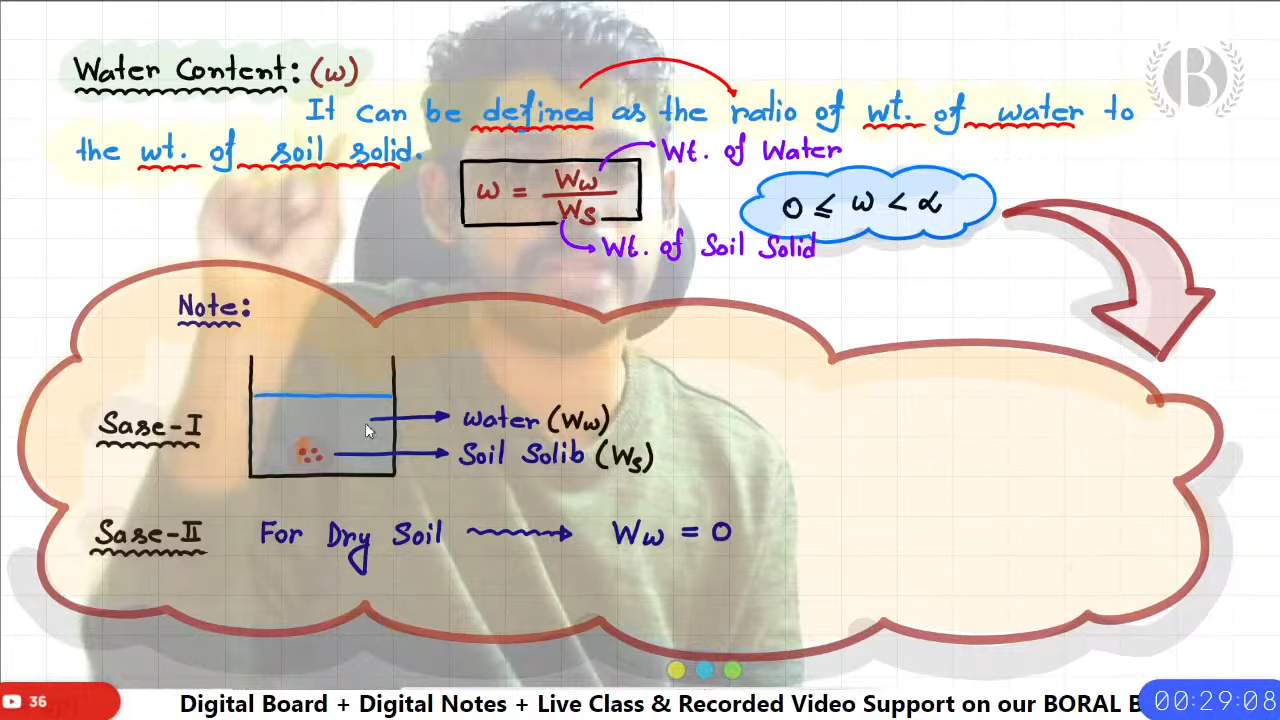 Water Content: (w)
It can be defined as the ratio of wt. of water to
the wt. of soil solid.
Wt. of Water
w = Ww / Ws
0 ≤ w < α
Wt. of Soil Solid
Note:
Sase-I
water (Ww)
Soil Solib (Ws)
Sase-II For Dry Soil → Ww = 0
B
36
Digital Board + Digital Notes + Live Class & Recorded Video Support on our BORAL B
00:29:08